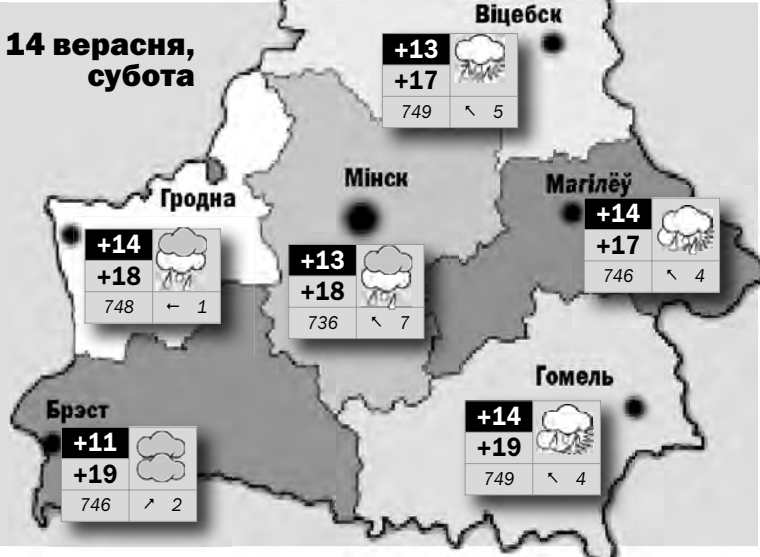 14 верасня,
субота
Віцебск
+13
+17
749 ↖ 5
Мінск
+13
+18
736 ↖ 7
Магілёў
+14
+17
746 ↖ 4
Гродна
+14
+18
748 ← 1
Гомель
+14
+19
749 ↖ 4
Брэст
+11
+19
746 ↗ 2